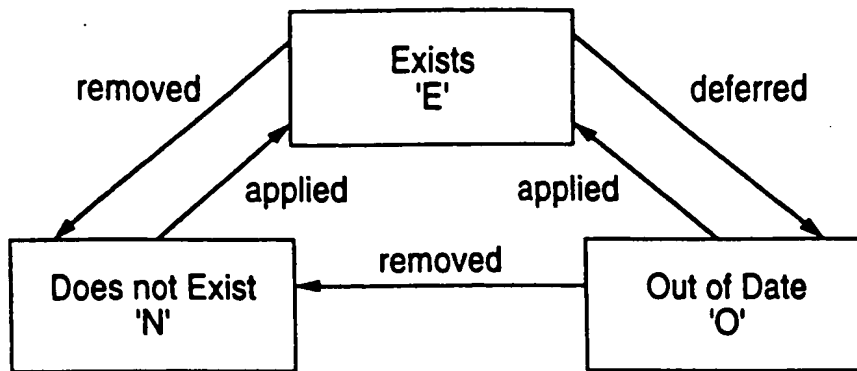 Exists
'E'
removed
deferred
applied
applied
removed
Does not Exist
'N'
Out of Date
'O'